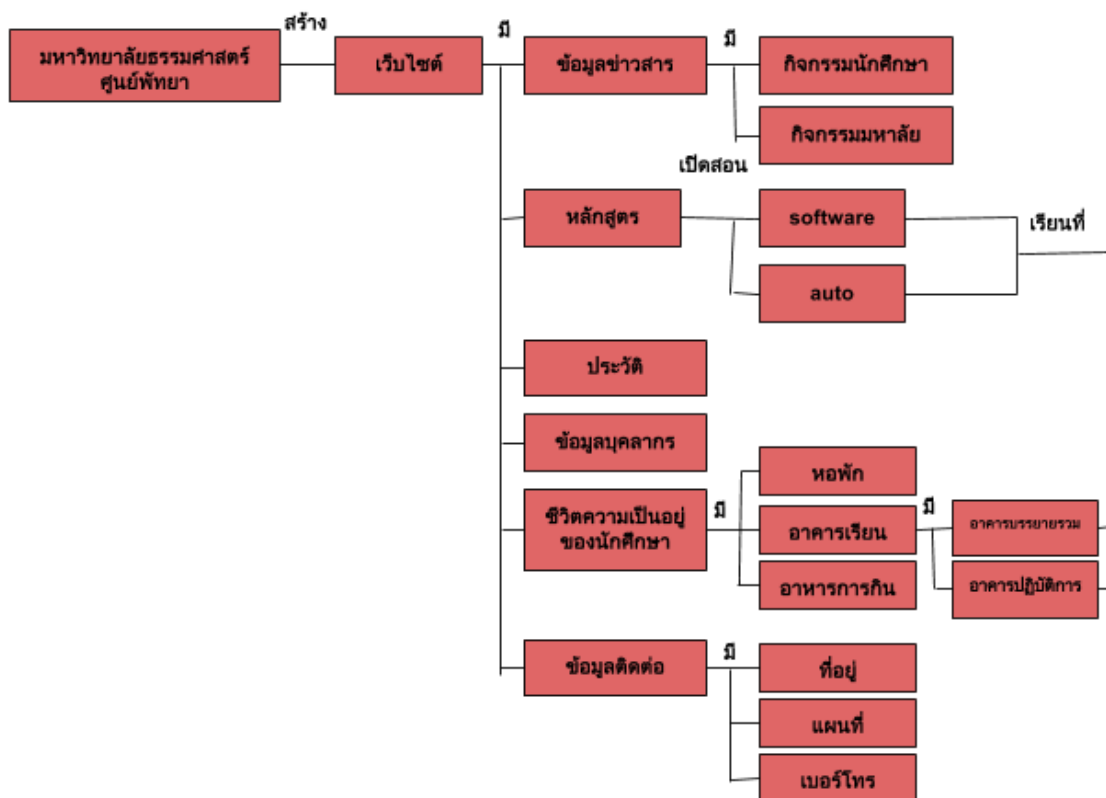 สร้าง
มี
มี
มหาวิทยาลัยธรรมศาสตร์
ศูนย์พัทยา
เว็บไซต์
ข้อมูลข่าวสาร
กิจกรรมนักศึกษา
กิจกรรมมหาลัย
เปิดสอน
หลักสูตร
software
เรียนที่
auto
ประวัติ
ข้อมูลบุคลากร
หอพัก
ชีวิตความเป็นอยู่
ของนักศึกษา
มี
อาคารเรียน
มี
อาคารบรรยายรวม
อาคารปฏิบัติการ
อาหารการกิน
ข้อมูลติดต่อ
มี
ที่อยู่
แผนที่
เบอร์โทร